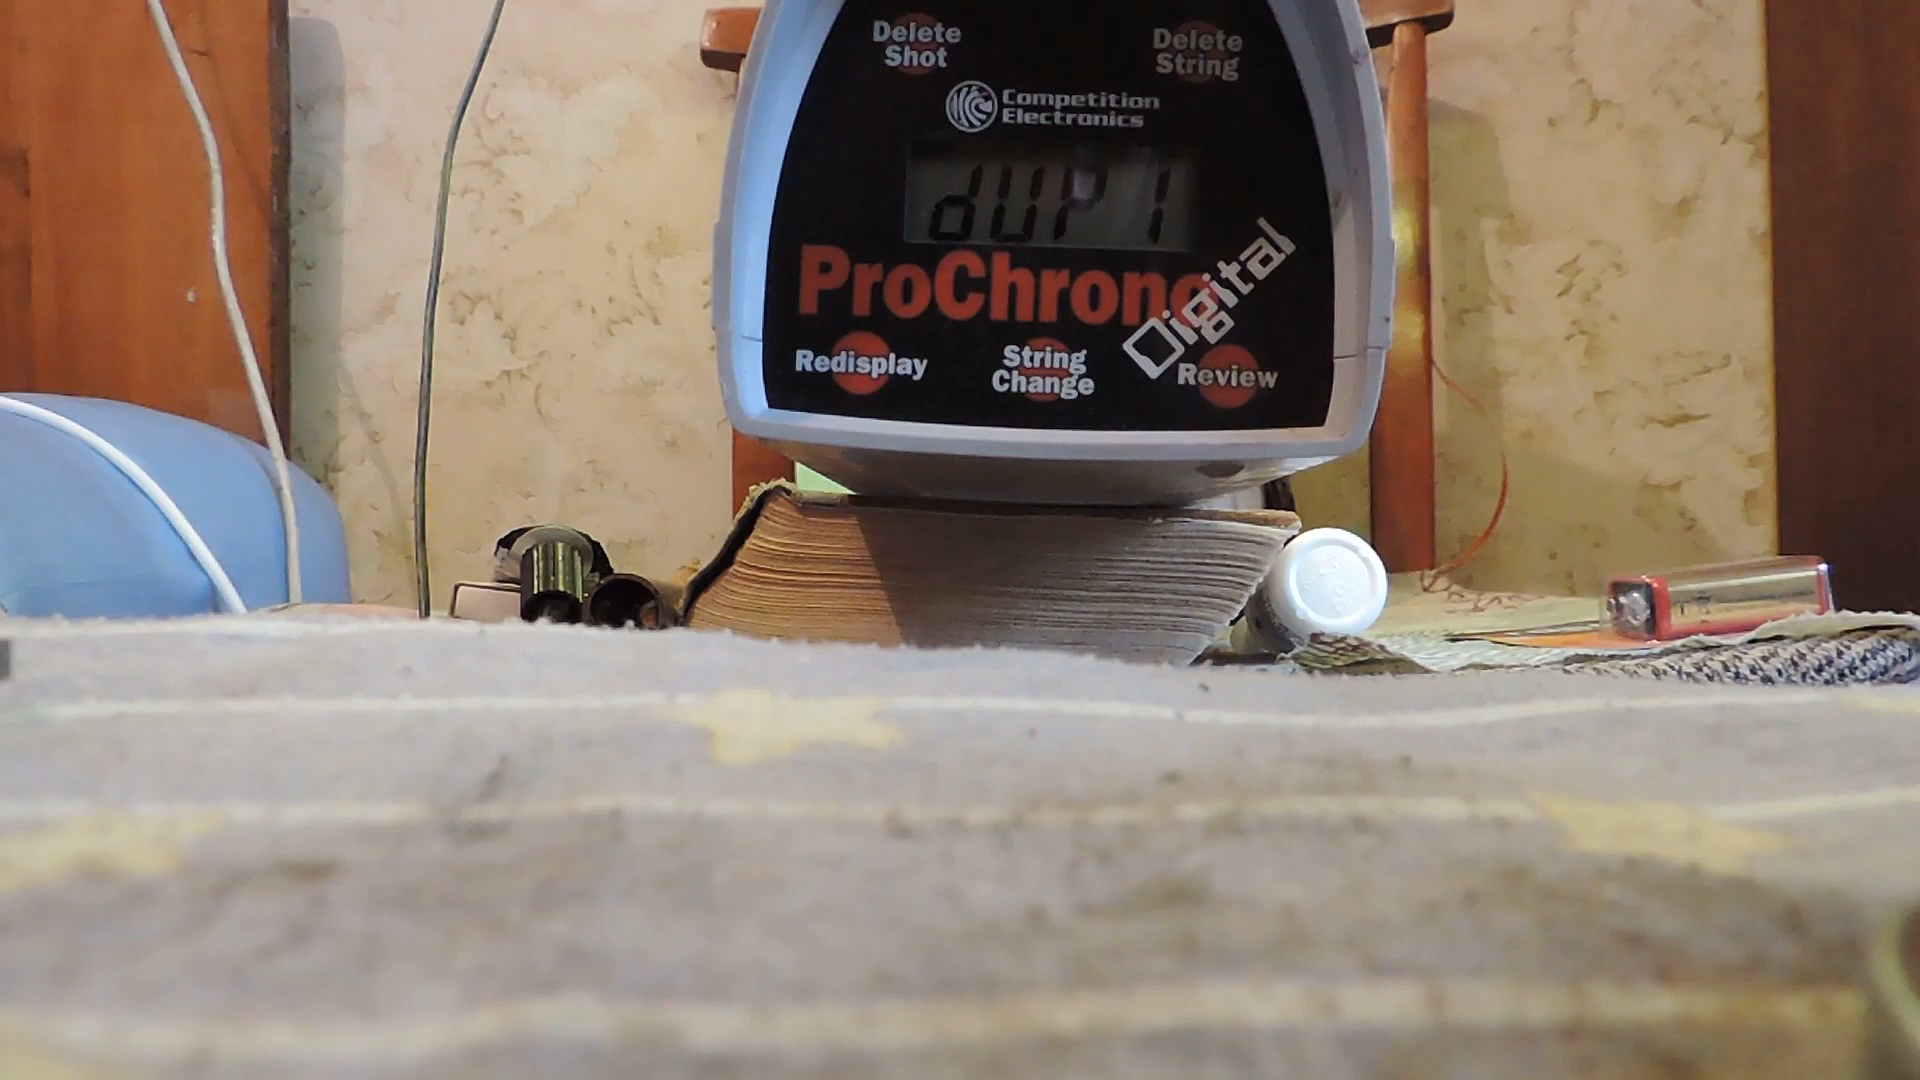 Delete
Shot
Delete
String
Competition
Electronics
dUP 1
ProChrono
Digital
Redisplay
String
Change
Review